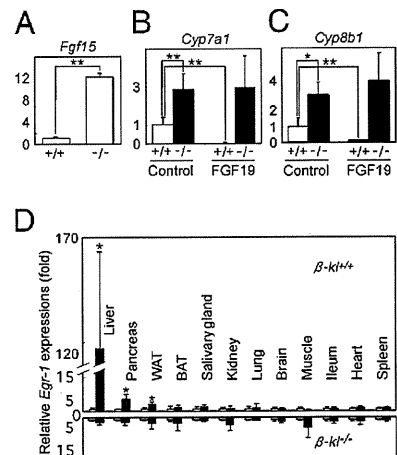 A
Fgf15
**
12
8
4
0
+/+ -/-
B
Cyp7a1
**
**
3
1
0
+/+ -/- +/+ -/-
Control FGF19
C
Cyp8b1
*
**
4
2
1
0
+/+ -/- +/+ -/-
Control FGF19
D
Relative Egr-1 expressions (fold)
170
120
15
5
0
5
15
*
*
*
β-kl+/+
Liver
Pancreas
WAT
BAT
Salivary gland
Kidney
Lung
Brain
Muscle
Ileum
Heart
Spleen
β-kl-/-